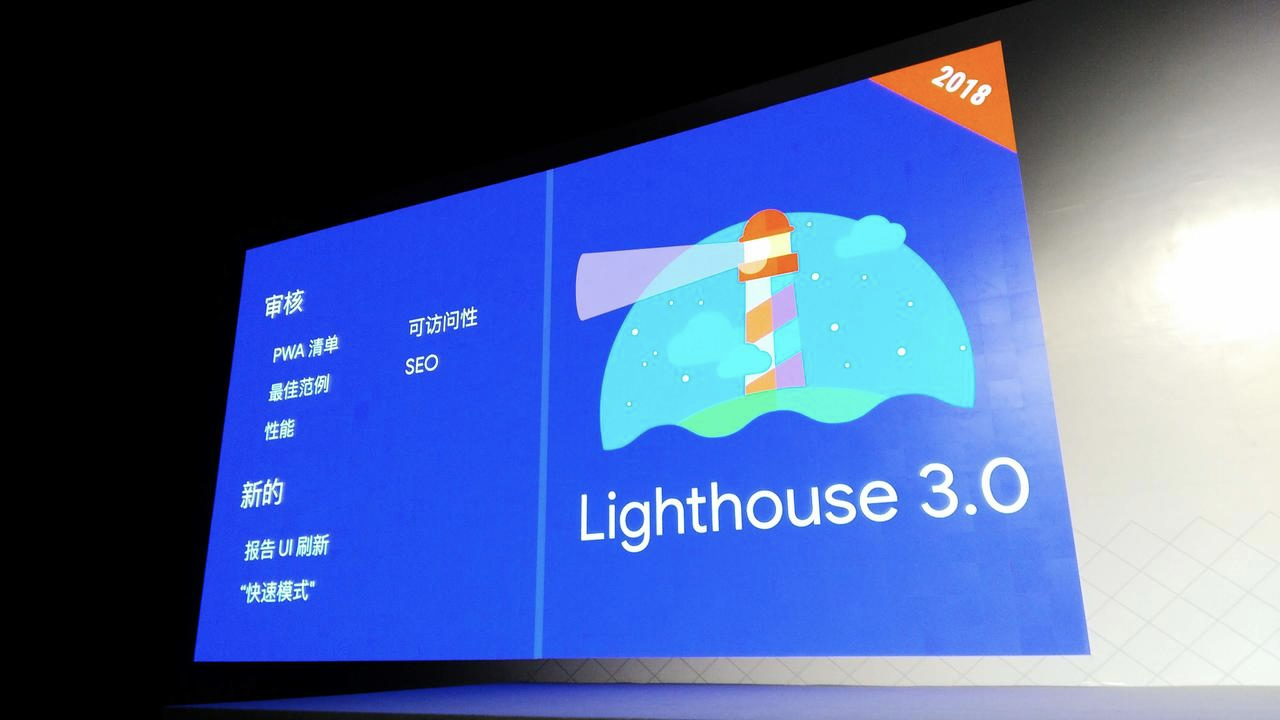 审核
PWA 清单
最佳范例
性能
可访问性
SEO
新的
报告 UI 刷新
“快速模式”
2018
Lighthouse 3.0